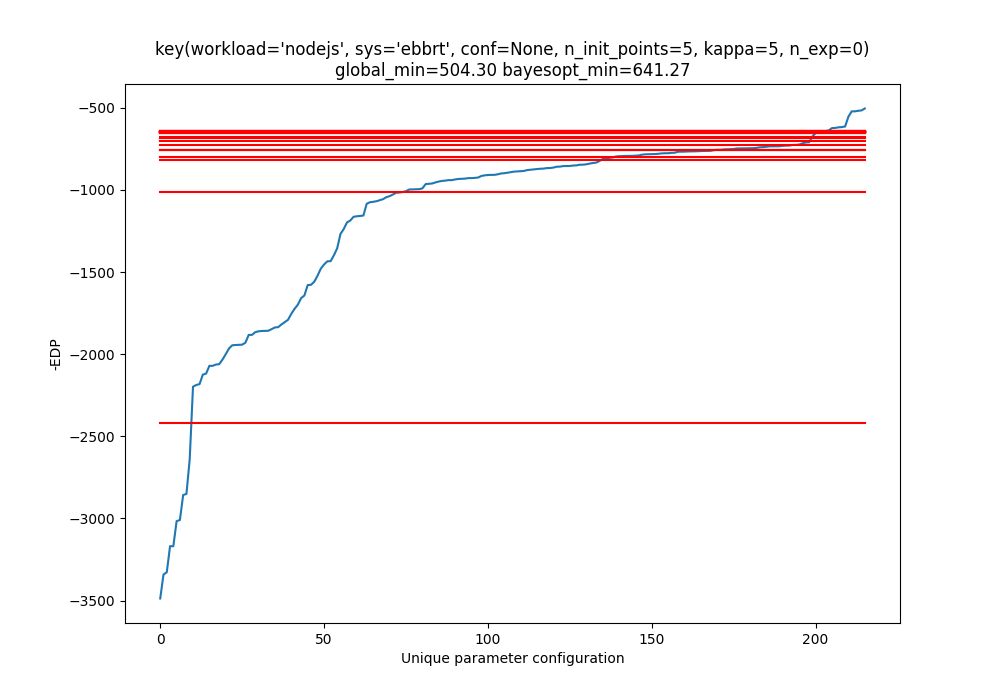 key(workload='nodejs', sys='ebbrt', conf=None, n_init_points=5, kappa=5, n_exp=0)
global_min=504.30 bayesopt_min=641.27
−500
−1000
−1500
−2000
−2500
−3000
−3500
-EDP
0 50 100 150 200
Unique parameter configuration